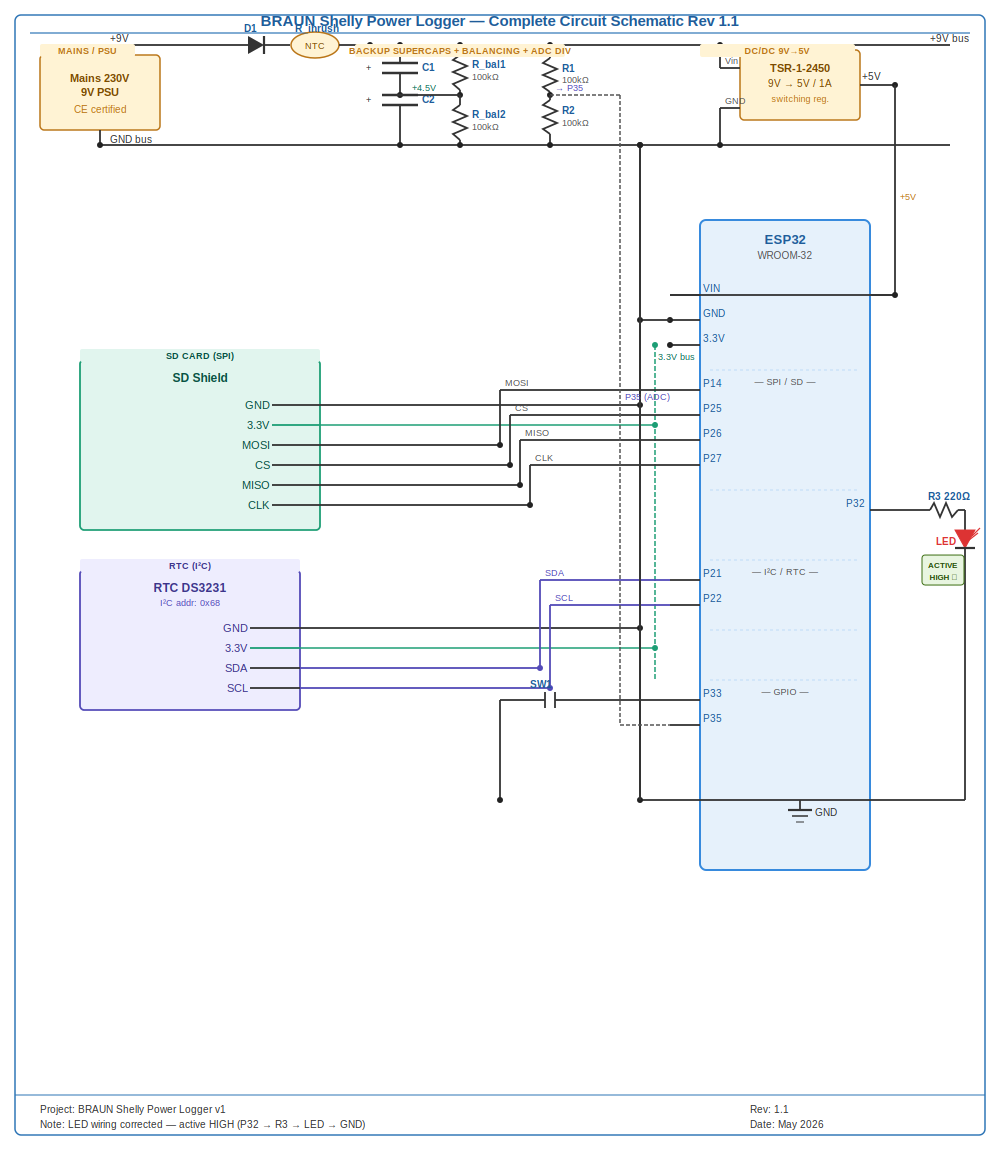 BRAUN Shelly Power Logger — Complete Circuit Schematic Rev 1.1
D1
R_inrush
+9V
NTC
+9V bus
MAINS / PSU
BACKUP SUPERCAPS + BALANCING + ADC DIV
DC/DC 9V→5V
Mains 230V
9V PSU
CE certified
+
C1
+4.5V
+
C2
R_bal1
100kΩ
R_bal2
100kΩ
R1
100kΩ
→ P35
R2
100kΩ
Vin
GND
TSR-1-2450
9V → 5V / 1A
switching reg.
+5V
GND bus
+5V
ESP32
WROOM-32
VIN
GND
3.3V
3.3V bus
SD CARD (SPI)
SD Shield
GND
3.3V
MOSI
CS
MISO
CLK
MOSI
CS
MISO
CLK
P35 (ADC)
P14
— SPI / SD —
P25
P26
P27
P32
R3 220Ω
LED
ACTIVE
HIGH
RTC (I²C)
RTC DS3231
I²C addr: 0x68
GND
3.3V
SDA
SCL
SDA
SCL
P21
— I²C / RTC —
P22
SW1
P33
— GPIO —
P35
GND
Project: BRAUN Shelly Power Logger v1
Note: LED wiring corrected — active HIGH (P32 → R3 → LED → GND)
Rev: 1.1
Date: May 2026